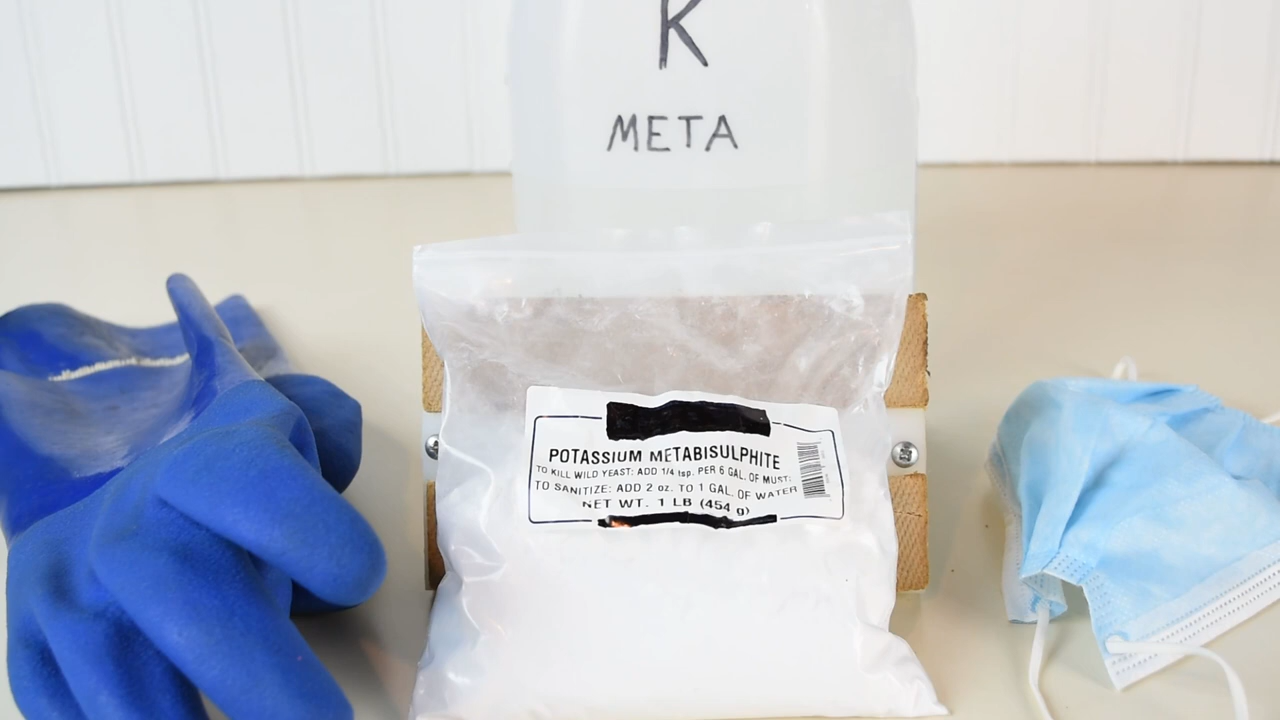 K
META
POTASSIUM METABISULPHITE
TO KILL WILD YEAST: ADD 1/4 tsp. PER 6 GAL. OF MUST:
TO SANITIZE: ADD 2 oz. TO 1 GAL. OF WATER
NET WT. 1 LB (454 g)